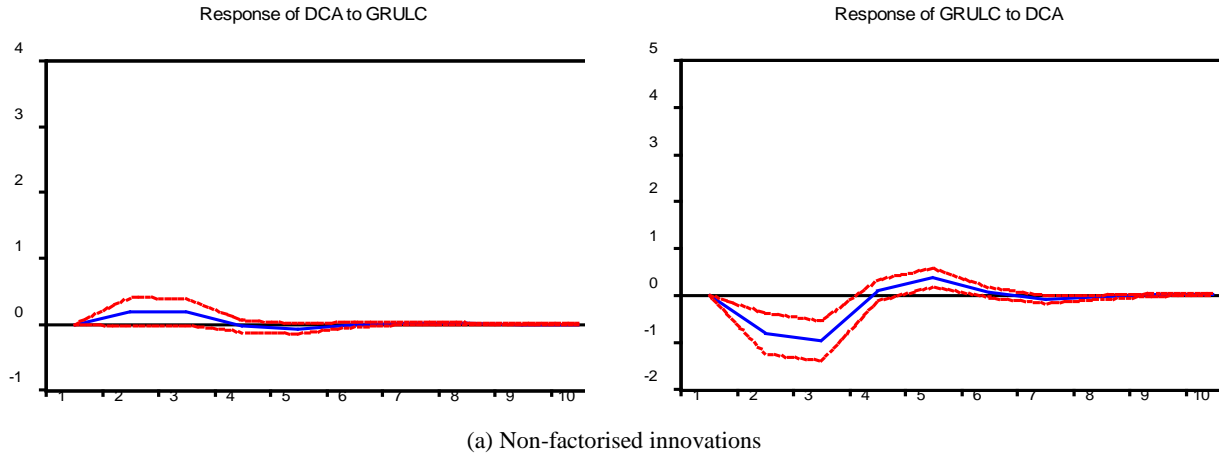 Response of DCA to GRULC
4
3
2
1
0
-1
1 2 3 4 5 6 7 8 9 10
Response of GRULC to DCA
5
4
3
2
1
0
-1
-2
1 2 3 4 5 6 7 8 9 10
(a) Non-factorised innovations